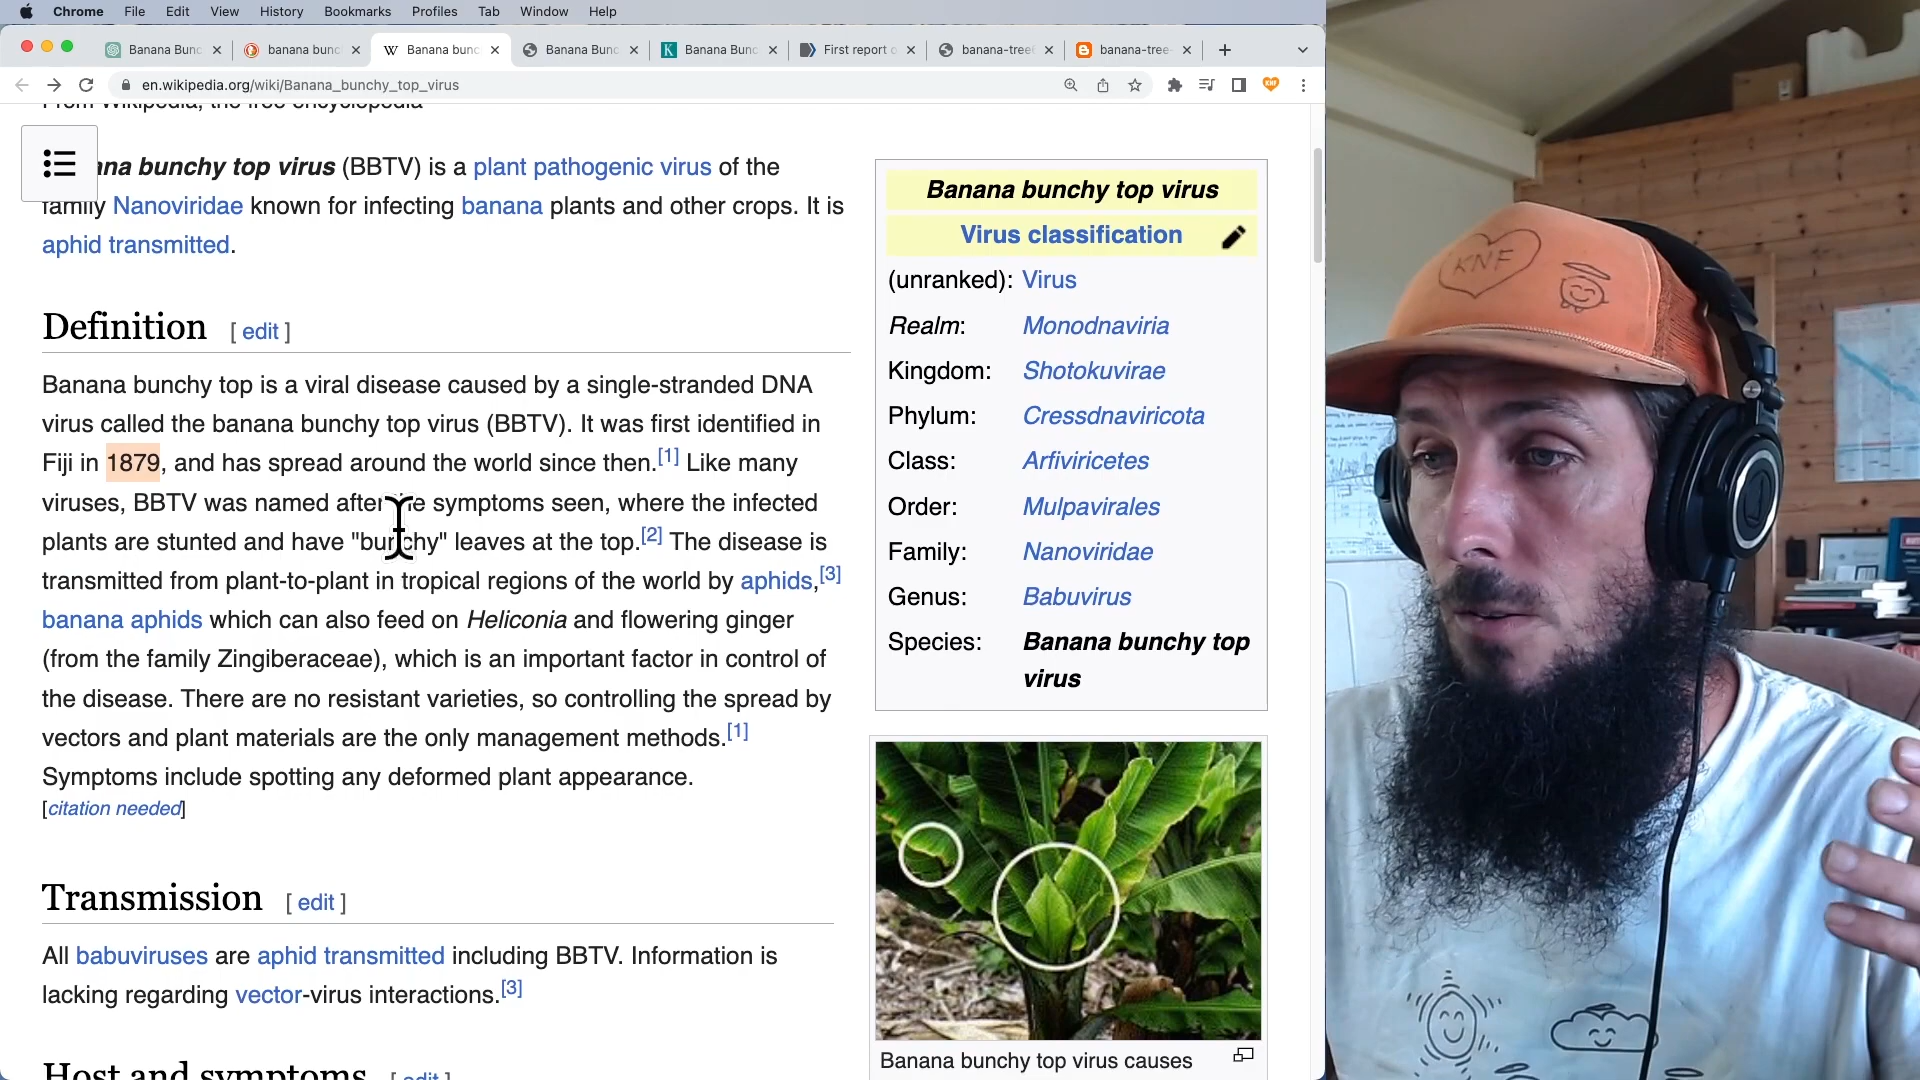 Chrome File Edit View History Bookmarks Profiles Tab Window Help
Banana Bunc
banana bunc
Banana bunc
Banana Bunc
Banana Bunc
First report o
banana-tree
banana-tree-
en.wikipedia.org/wiki/Banana_bunchy_top_virus
From Wikipedia, the free encyclopedia
ana bunchy top virus (BBTV) is a plant pathogenic virus of the
family Nanoviridae known for infecting banana plants and other crops. It is
aphid transmitted.
Definition [ edit ]
Banana bunchy top is a viral disease caused by a single-stranded DNA
virus called the banana bunchy top virus (BBTV). It was first identified in
Fiji in 1879, and has spread around the world since then.[1] Like many
viruses, BBTV was named after the symptoms seen, where the infected
plants are stunted and have "bunchy" leaves at the top.[2] The disease is
transmitted from plant-to-plant in tropical regions of the world by aphids,[3]
banana aphids which can also feed on Heliconia and flowering ginger
(from the family Zingiberaceae), which is an important factor in control of
the disease. There are no resistant varieties, so controlling the spread by
vectors and plant materials are the only management methods.[1]
Symptoms include spotting any deformed plant appearance.
[citation needed]
Transmission [ edit ]
All babuviruses are aphid transmitted including BBTV. Information is
lacking regarding vector-virus interactions.[3]
Host and symptoms [ edit ]
Banana bunchy top virus
Virus classification
(unranked): Virus
Realm: Monodnaviria
Kingdom: Shotokuvirae
Phylum: Cressdnaviricota
Class: Arfiviricetes
Order: Mulpavirales
Family: Nanoviridae
Genus: Babuvirus
Species: Banana bunchy top
virus
Banana bunchy top virus causes
KNF